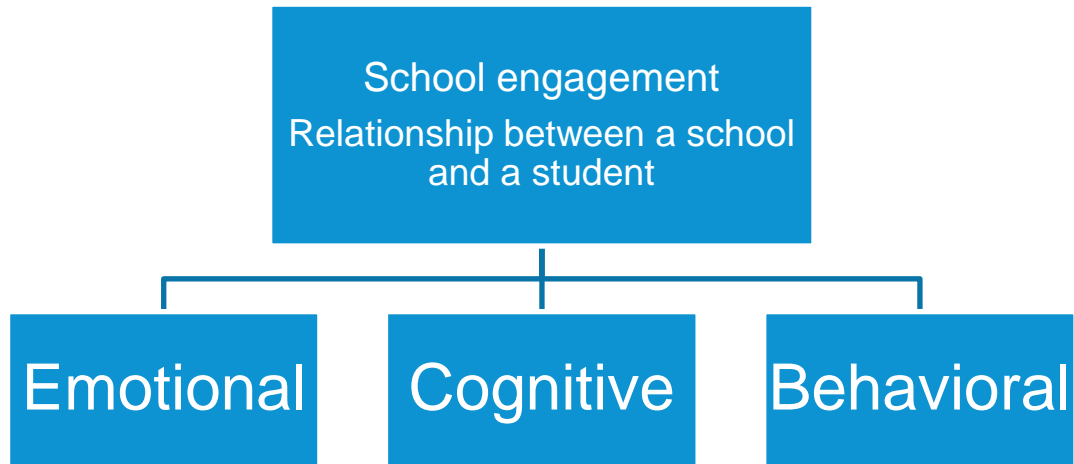 School engagement
Relationship between a school
and a student
Emotional
Cognitive
Behavioral